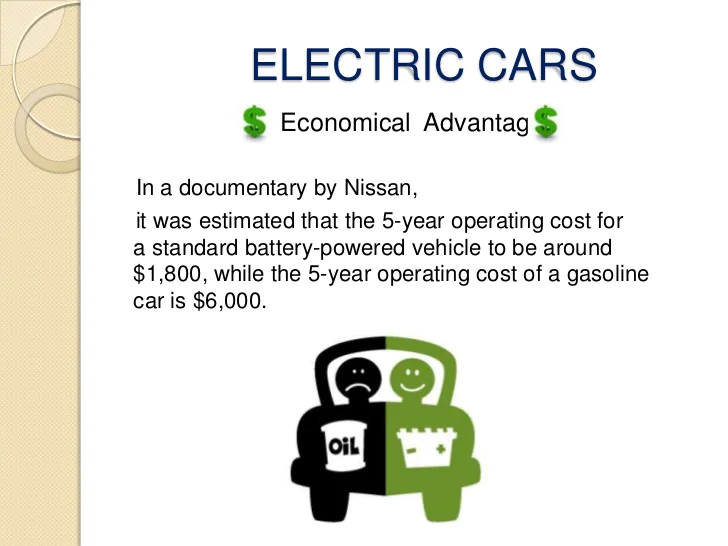 ELECTRIC CARS
$ Economical Advantag $
In a documentary by Nissan,
it was estimated that the 5-year operating cost for
a standard battery-powered vehicle to be around
$1,800, while the 5-year operating cost of a gasoline
car is $6,000.
OIL - +